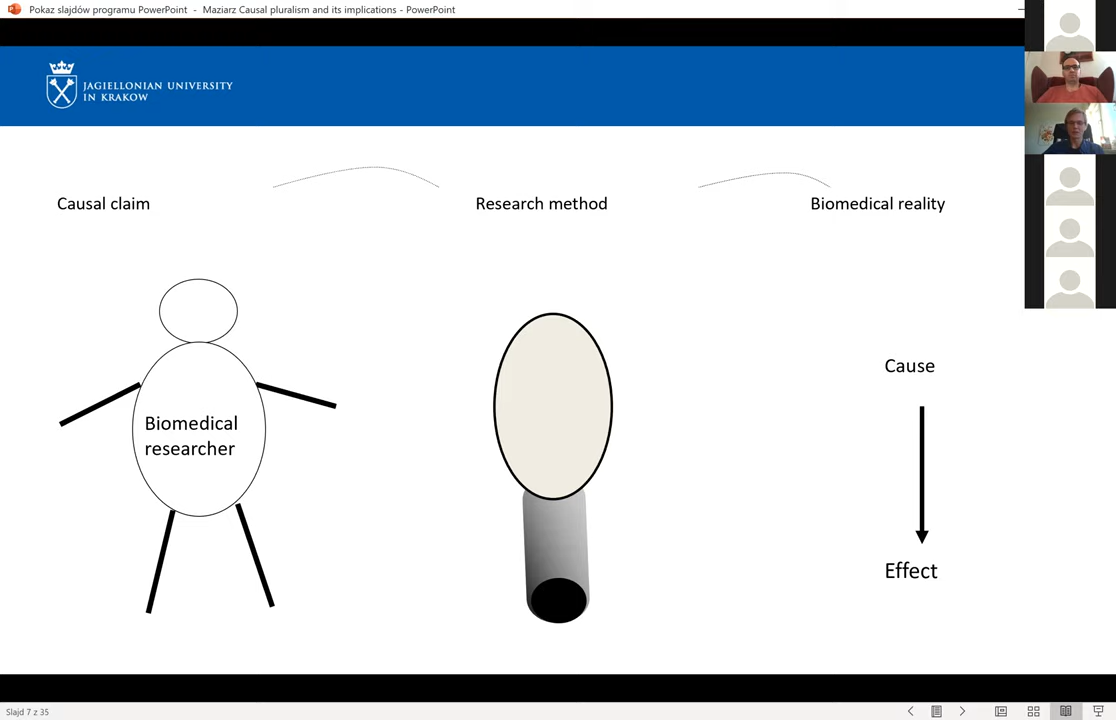 Pokaz slajdów programu PowerPoint - Maziarz Causal pluralism and its implications - PowerPoint
JAGIELLONIAN UNIVERSITY
IN KRAKOW
Causal claim
Research method
Biomedical reality
Biomedical
researcher
Cause
Effect
Slajd 7 z 35